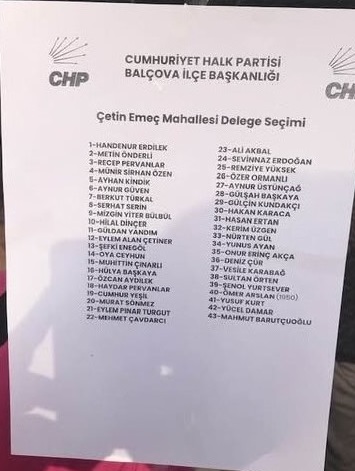 CHP
CUMHURİYET HALK PARTİSİ
BALÇOVA İLÇE BAŞKANLIĞI
CH
Çetin Emeç Mahallesi Delege Seçimi
1-HANDENUR ERDİLEK
2-METİN ÖNDERLİ
3-RECEP PERVANLAR
4-MÜNİR SİRHAN ÖZEN
5-AYHAN KINDIK
6-AYNUR GÜVEN
7-BERKUT TÜRKAL
8-SERHAT SERİN
9-MİZGİN YİTER BÜLBÜL
10-HİLAL DİNÇER
11-GÜLDAN YANDIM
12-EYLEM ALAN ÇETİNER
13-ŞEFKİ ENEGÖL
14-OYA CEYHUN
15-MUHİTTİN ÇINARLI
16-HÜLYA BAŞKAYA
17-ÖZCAN AYDILEK
18-HAYDAR PERVANLAR
19-CUMHUR YEŞİL
20-MURAT SÖNMEZ
21-EYLEM PINAR TURGUT
22-MEHMET ÇAVDARCI
23-ALİ AKBAL
24-SEVİNNAZ ERDOĞAN
25-REMZİYE YÜKSEK
26-ÖZER ORMANLI
27-AYNUR ÜSTÜNÇAĞ
28-GÜLŞAH BAŞKAYA
29-GÜLÇİN KUNDAKÇI
30-HAKAN KARACA
31-HASAN ERTAN
32-KERİM ÜZGEN
33-NURTEN GÜL
34-YUNUS AYAN
35-ONUR ERİNÇ AKÇA
36-DENİZ ÇÜR
37-VESİLE KARABAĞ
38-SULTAN ÖRTEN
39-ŞENOL YURTSEVER
40-ÖMER ARSLAN (1950)
41-YUSUF KURT
42-YÜCEL DAMAR
43-MAHMUT BARUTÇUOĞLU